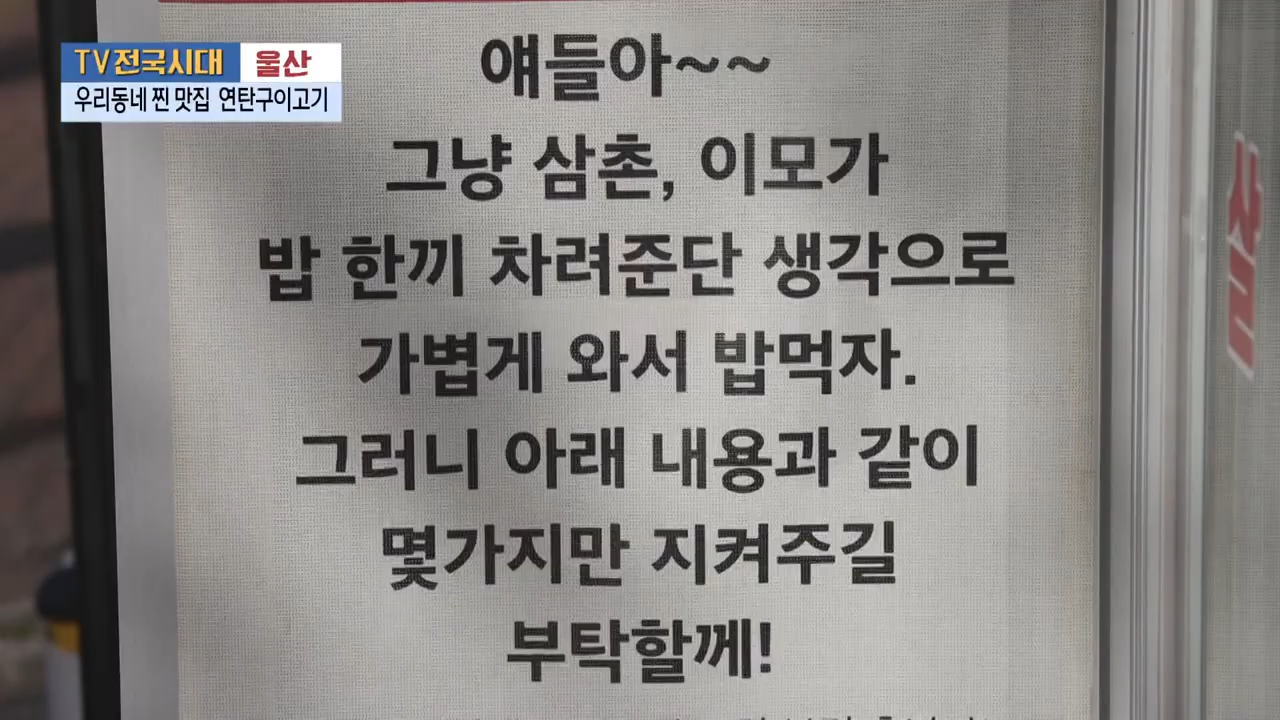 TV전국시대 울산
우리동네 찐 맛집 연탄구이고기
얘들아~~
그냥 삼촌, 이모가
밥 한끼 차려준단 생각으로
가볍게 와서 밥먹자.
그러니 아래 내용과 같이
몇가지만 지켜주길
부탁할께!